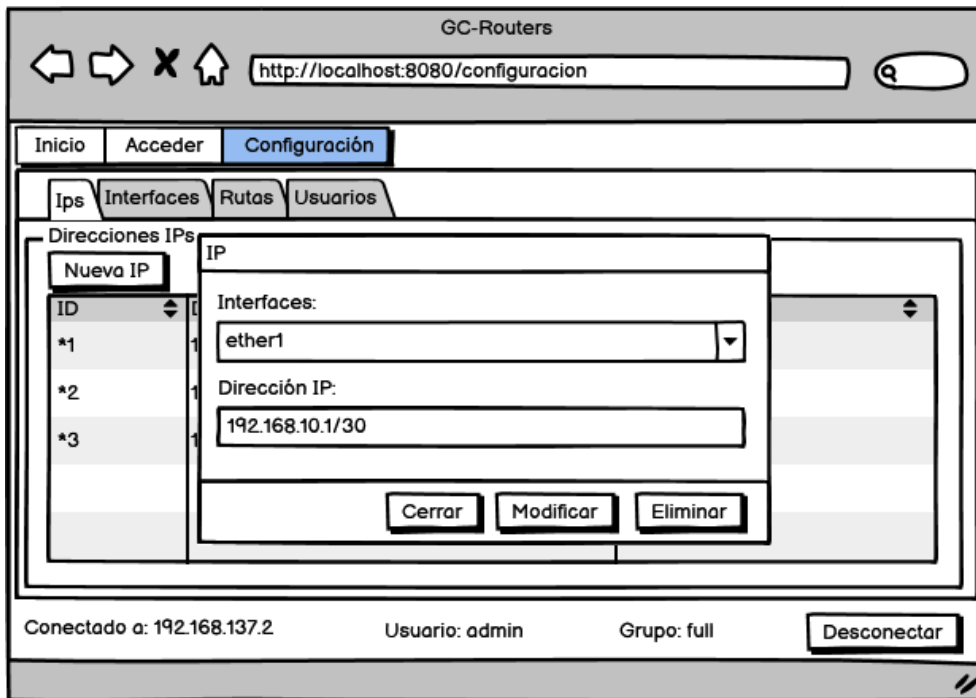 GC-Routers
http://localhost:8080/configuracion
Inicio Acceder Configuración
Ips Interfaces Rutas Usuarios
Direcciones IPs
Nueva IP
IP
ID
Interfaces:
*1
ether1
Dirección IP:
*2
192.168.10.1/30
*3
Cerrar Modificar Eliminar
Conectado a: 192.168.137.2 Usuario: admin Grupo: full Desconectar